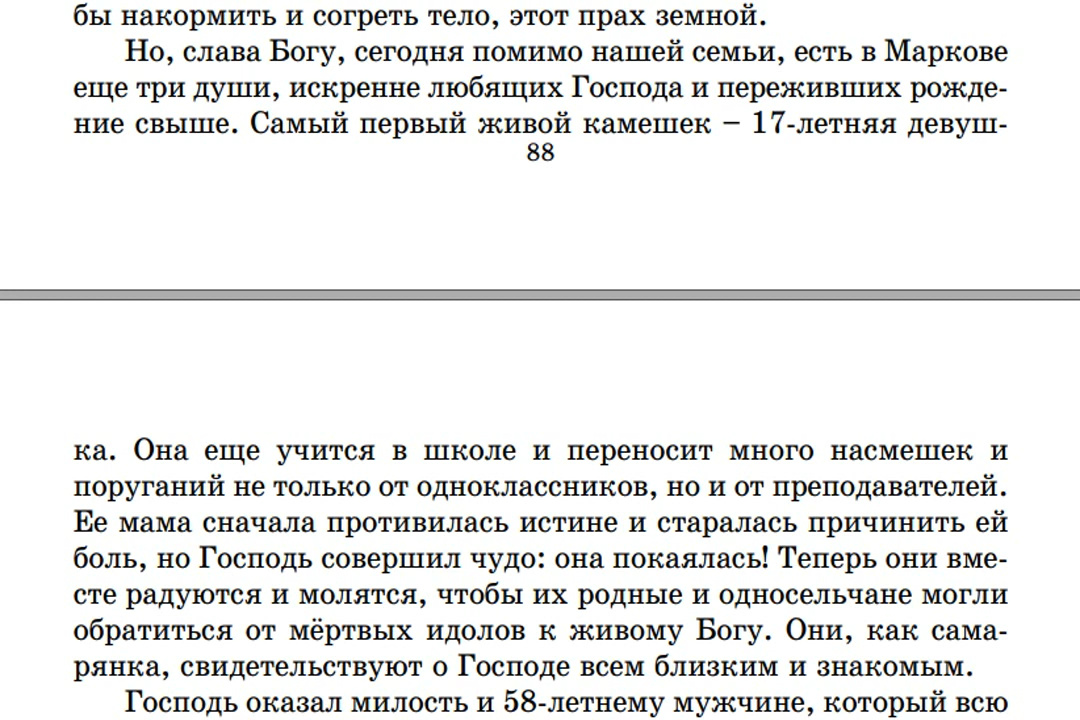 бы накормить и согреть тело, этот прах земной.
Но, слава Богу, сегодня помимо нашей семьи, есть в Маркове
еще три души, искренне любящих Господа и переживших рожде-
ние свыше. Самый первый живой камешек – 17-летняя девуш-
88
ка. Она еще учится в школе и переносит много насмешек и
поруганий не только от одноклассников, но и от преподавателей.
Ее мама сначала противилась истине и старалась причинить ей
боль, но Господь совершил чудо: она покаялась! Теперь они вме-
сте радуются и молятся, чтобы их родные и односельчане могли
обратиться от мёртвых идолов к живому Богу. Они, как сама-
рянка, свидетельствуют о Господе всем близким и знакомым.
Господь оказал милость и 58-летнему мужчине, который всю